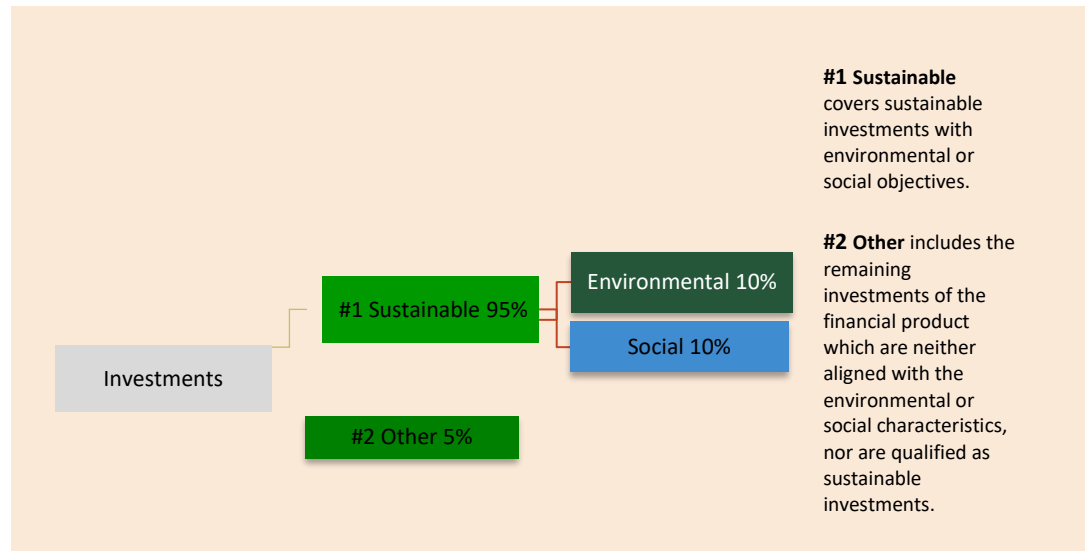 #1 Sustainable
covers sustainable
investments with
environmental or
social objectives.
#2 Other includes the
remaining
investments of the
financial product
which are neither
aligned with the
environmental or
social characteristics,
nor are qualified as
sustainable
investments.
Investments
#1 Sustainable 95%
#2 Other 5%
Environmental 10%
Social 10%